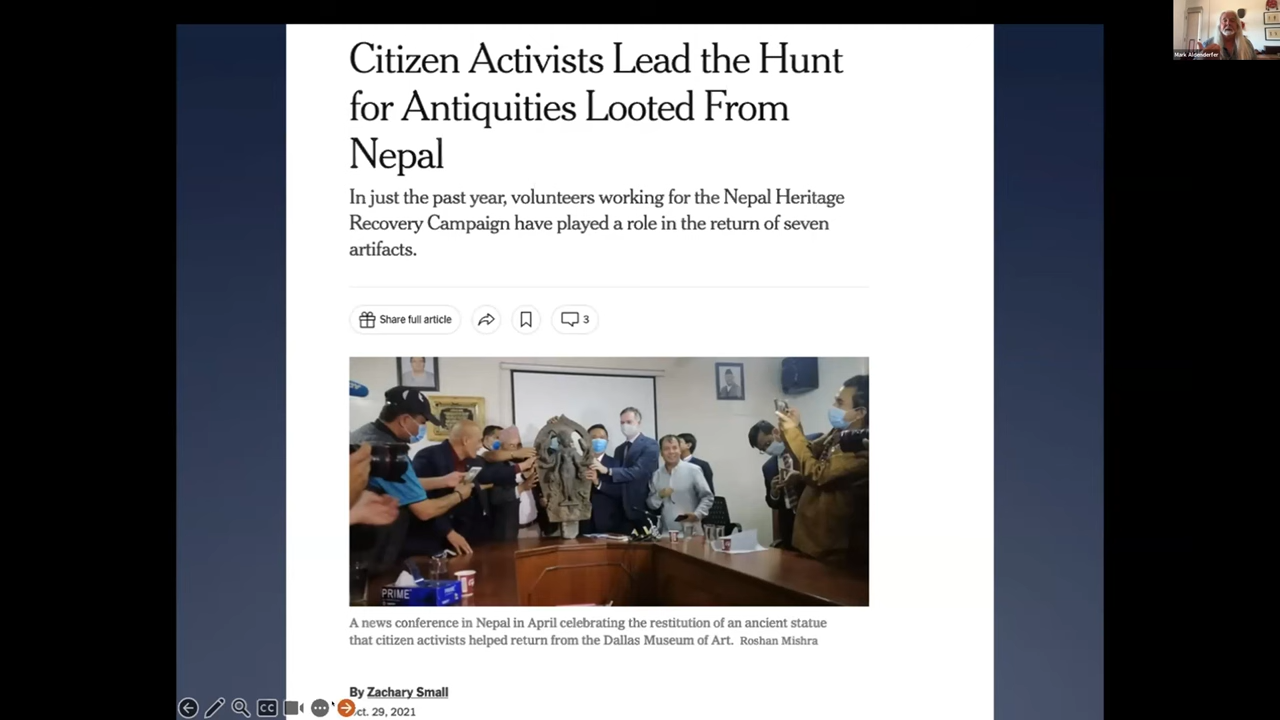 Citizen Activists Lead the Hunt
for Antiquities Looted From
Nepal
In just the past year, volunteers working for the Nepal Heritage
Recovery Campaign have played a role in the return of seven
artifacts.
Share full article
3
PRIME
A news conference in Nepal in April celebrating the restitution of an ancient statue
that citizen activists helped return from the Dallas Museum of Art. Roshan Mishra
By Zachary Small
ct. 29, 2021
CC
Mark Aldenderfer